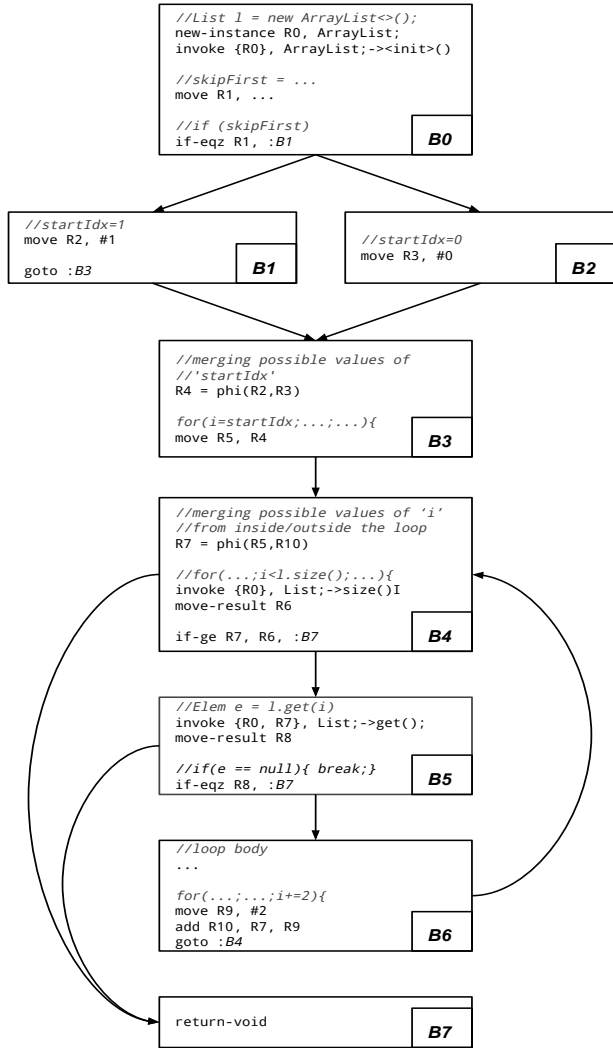 //List l = new ArrayList<>();
new-instance R0, ArrayList;
invoke {R0}, ArrayList;-><init>()
//skipFirst = ...
move R1, ...
//if (skipFirst)
if-eqz R1, :B1
B0
//startIdx=1
move R2, #1
goto :B3
B1
//startIdx=0
move R3, #0
B2
//merging possible values of
//'startIdx'
R4 = phi(R2,R3)
for(i=startIdx;...;...){
move R5, R4
B3
//merging possible values of ‘i’
//from inside/outside the loop
R7 = phi(R5,R10)
//for(...;i<l.size();...){
invoke {R0}, List;->size()I
move-result R6
if-ge R7, R6, :B7
B4
//Elem e = l.get(i)
invoke {R0, R7}, List;->get();
move-result R8
//if(e == null){ break;}
if-eqz R8, :B7
B5
//loop body
...
for(...;...;i+=2){
move R9, #2
add R10, R7, R9
goto :B4
B6
return-void
B7